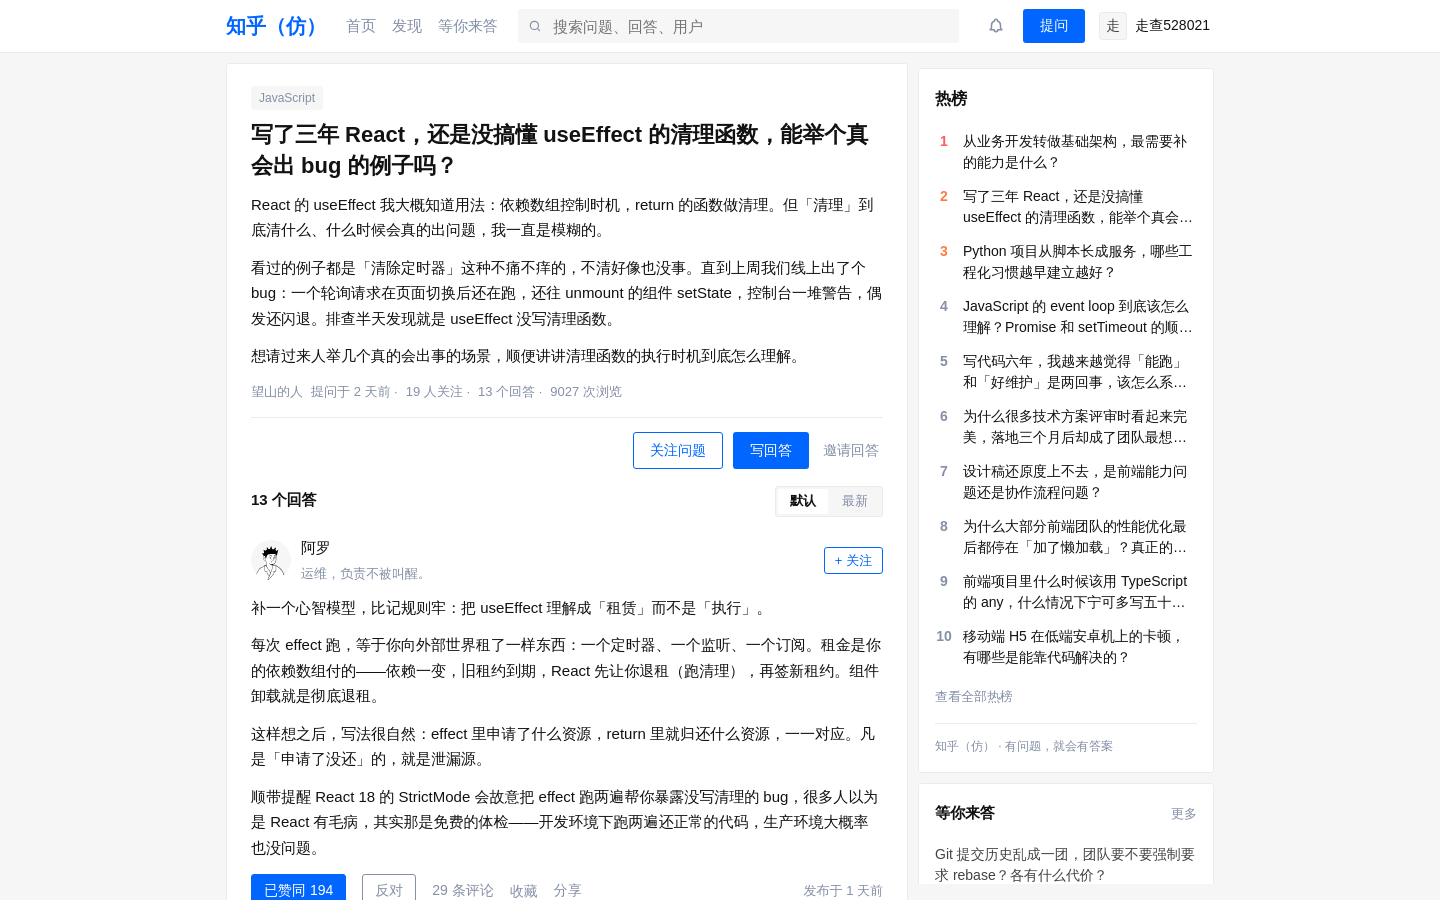 知乎（仿） 首页 发现 等你来答 搜索问题、回答、用户 提问 走 走查528021
JavaScript
写了三年 React，还是没搞懂 useEffect 的清理函数，能举个真
会出 bug 的例子吗？
React 的 useEffect 我大概知道用法：依赖数组控制时机，return 的函数做清理。但「清理」到
底清什么、什么时候会真的出问题，我一直是模糊的。
看过的例子都是「清除定时器」这种不痛不痒的，不清好像也没事。直到上周我们线上出了个
bug：一个轮询请求在页面切换后还在跑，还往 unmount 的组件 setState，控制台一堆警告，偶
发还闪退。排查半天发现就是 useEffect 没写清理函数。
想请过来人举几个真的会出事的场景，顺便讲讲清理函数的执行时机到底怎么理解。
望山的人 提问于 2 天前 · 19 人关注 · 13 个回答 · 9027 次浏览
关注问题 写回答 邀请回答
13 个回答 默认 最新
阿罗
运维，负责不被叫醒。
+ 关注
补一个心智模型，比记规则牢：把 useEffect 理解成「租赁」而不是「执行」。
每次 effect 跑，等于你向外部世界租了一样东西：一个定时器、一个监听、一个订阅。租金是你
的依赖数组付的——依赖一变，旧租约到期，React 先让你退租（跑清理），再签新租约。组件
卸载就是彻底退租。
这样想之后，写法很自然：effect 里申请了什么资源，return 里就归还什么资源，一一对应。凡
是「申请了没还」的，就是泄漏源。
顺带提醒 React 18 的 StrictMode 会故意把 effect 跑两遍帮你暴露没写清理的 bug，很多人以为
是 React 有毛病，其实那是免费的体检——开发环境下跑两遍还正常的代码，生产环境大概率
也没问题。
已赞同 194 反对 29 条评论 收藏 分享 发布于 1 天前
热榜
1 从业务开发转做基础架构，最需要补
的能力是什么？
2 写了三年 React，还是没搞懂
useEffect 的清理函数，能举个真会…
3 Python 项目从脚本长成服务，哪些工
程化习惯越早建立越好？
4 JavaScript 的 event loop 到底该怎么
理解？Promise 和 setTimeout 的顺…
5 写代码六年，我越来越觉得「能跑」
和「好维护」是两回事，该怎么系…
6 为什么很多技术方案评审时看起来完
美，落地三个月后却成了团队最想…
7 设计稿还原度上不去，是前端能力问
题还是协作流程问题？
8 为什么大部分前端团队的性能优化最
后都停在「加了懒加载」？真正的…
9 前端项目里什么时候该用 TypeScript
的 any，什么情况下宁可多写五十…
10 移动端 H5 在低端安卓机上的卡顿，
有哪些是能靠代码解决的？
查看全部热榜
知乎（仿） · 有问题，就会有答案
等你来答 更多
Git 提交历史乱成一团，团队要不要强制要
求 rebase？各有什么代价？